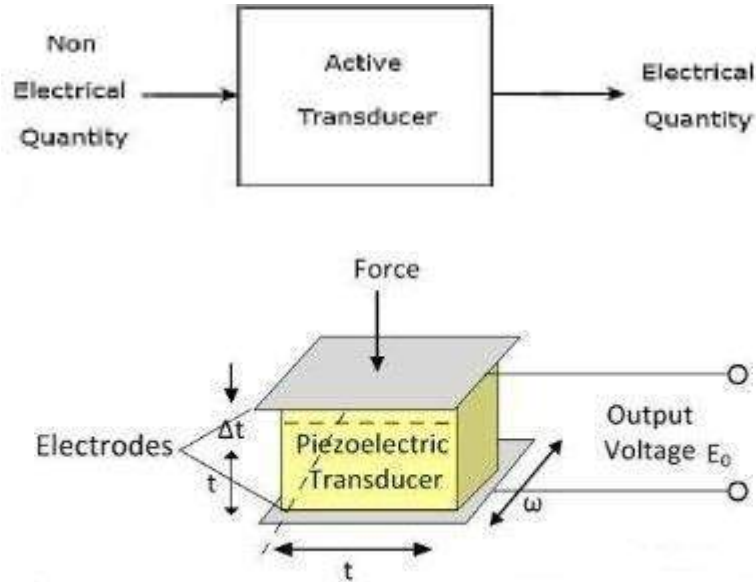 Non
Electrical
Quantity
Active
Transducer
Electrical
Quantity
Force
Electrodes
Δt
t
Piezoelectric
Transducer
Output
Voltage E₀
ω
t